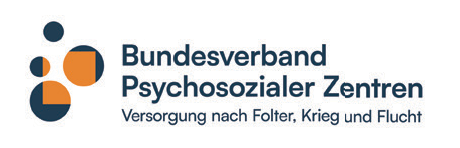 Bundesverband
Psychosozialer Zentren
Versorgung nach Folter, Krieg und Flucht